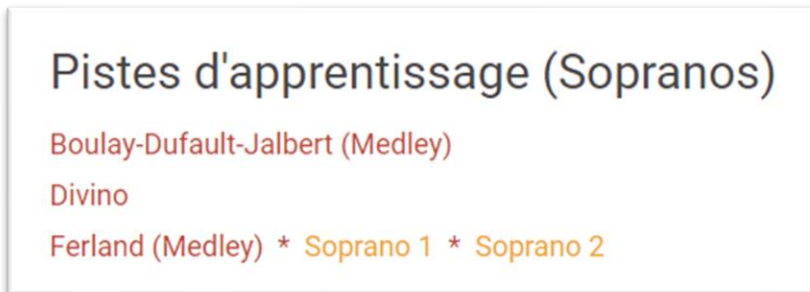 Pistes d'apprentissage (Sopranos)
Boulay-Dufault-Jalbert (Medley)
Divino
Ferland (Medley) * Soprano 1 * Soprano 2